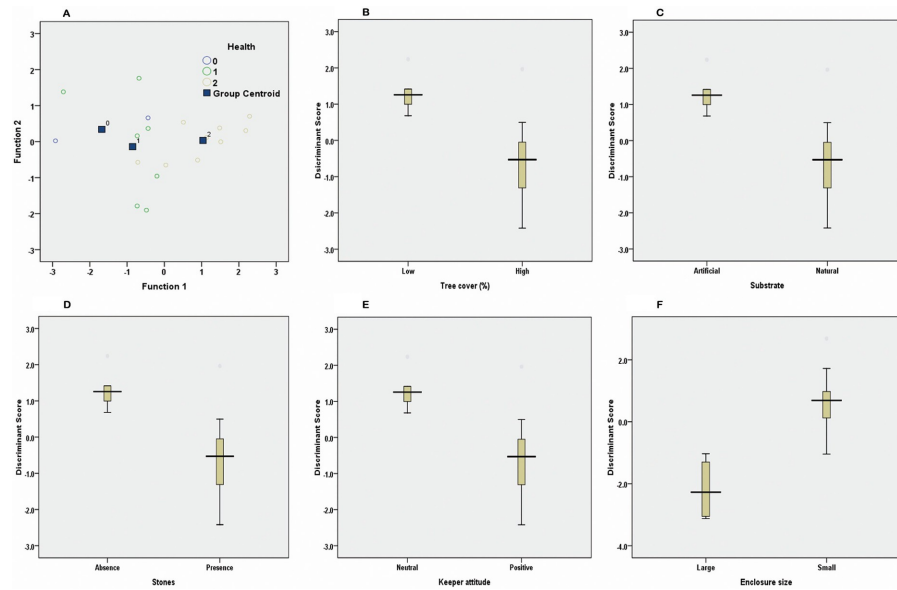 A
Health
0
1
2
Group Centroid
0
1
2
3
2
1
0
-1
-2
-3
Function 2
-3 -2 -1 0 1 2 3
Function 1
B
3.0
2.0
1.0
0.0
-1.0
-2.0
-3.0
Dsicriminant Score
Low High
Tree cover (%)
C
3.0
2.0
1.0
0.0
-1.0
-2.0
-3.0
Discriminant Score
Artificial Natural
Substrate
D
3.0
2.0
1.0
0.0
-1.0
-2.0
-3.0
Discriminant Score
Absence Presence
Stones
E
3.0
2.0
1.0
0.0
-1.0
-2.0
-3.0
Discriminant Score
Neutral Positive
Keeper attitude
F
2.0
0.0
-2.0
-4.0
Discriminant Score
Large Small
Enclosure size